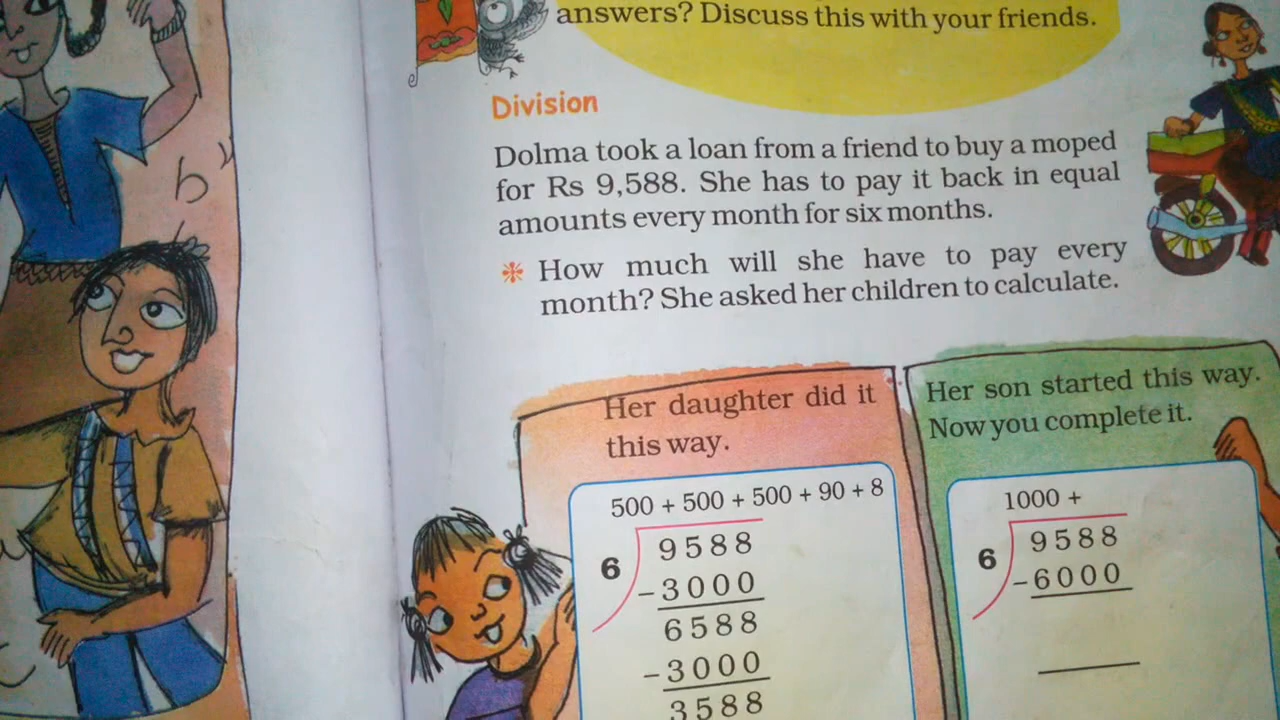 answers? Discuss this with your friends.
Division
Dolma took a loan from a friend to buy a moped
for Rs 9,588. She has to pay it back in equal
amounts every month for six months.
How much will she have to pay every
month? She asked her children to calculate.
Her daughter did it
this way.
500 + 500 + 500 + 90 + 8
6 9588
–3000
6588
–3000
3588
Her son started this way.
Now you complete it.
1000 +
6 9588
–6000